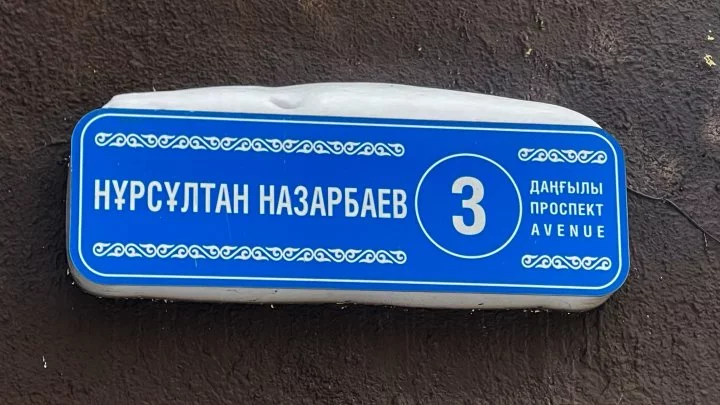 НҰРСҰЛТАН НАЗАРБАЕВ
3
ДАҢҒЫЛЫ
ПРОСПЕКТ
AVENUE